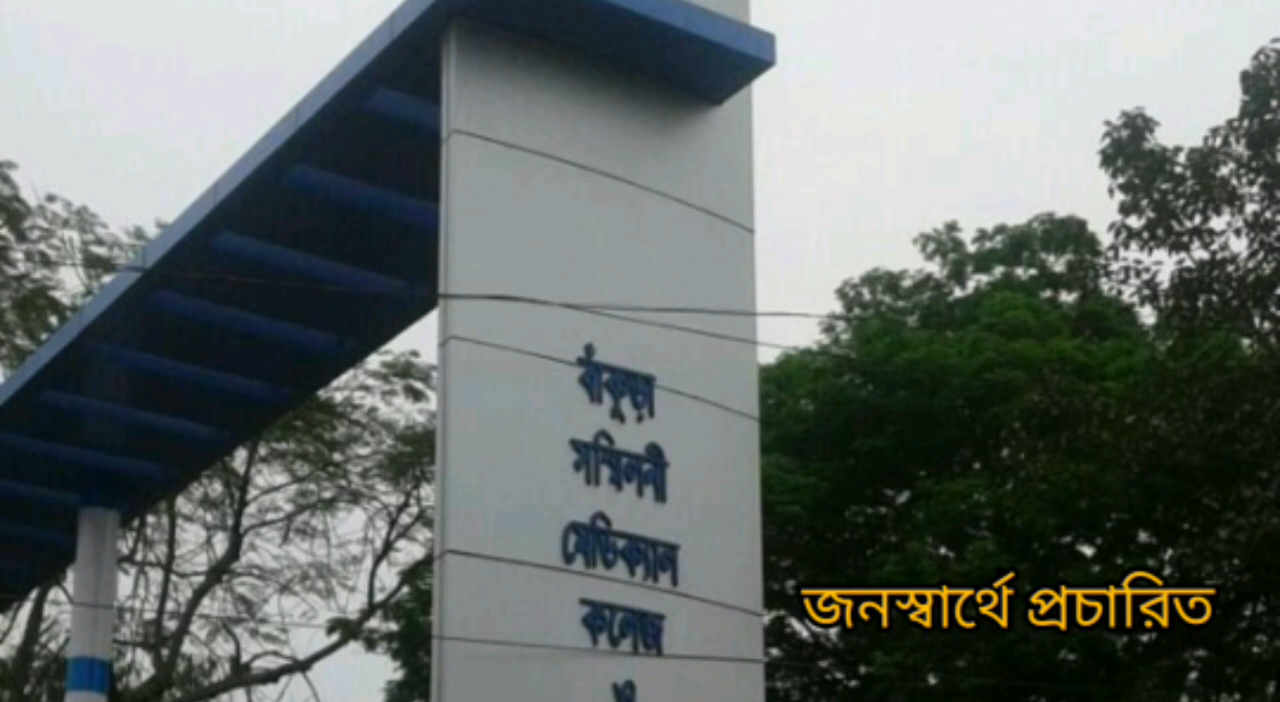 বাঁকুড়া
সম্মিলনী
মেডিক্যাল
কলেজ
ও
জনস্বার্থে প্রচারিত